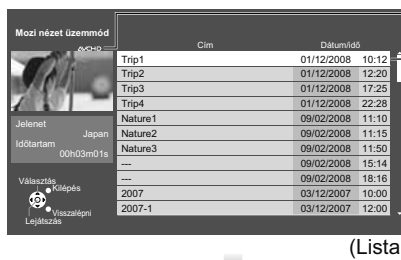 Mozi nézet üzemmód
AVCHD
Cím Dátum/idő
Trip1 01/12/2008 10:12
Trip2 01/12/2008 12:20
Trip3 01/12/2008 17:25
Trip4 01/12/2008 22:28
Nature1 09/02/2008 11:10
Nature2 09/02/2008 11:15
Nature3 09/02/2008 11:50
--- 09/02/2008 15:14
--- 09/02/2008 18:16
2007 03/12/2007 10:00
2007-1 03/12/2007 12:00
Jelenet
Japan
Időtartam
00h03m01s
Választás
Kilépés
Visszalépni
Lejátszás
(Lista